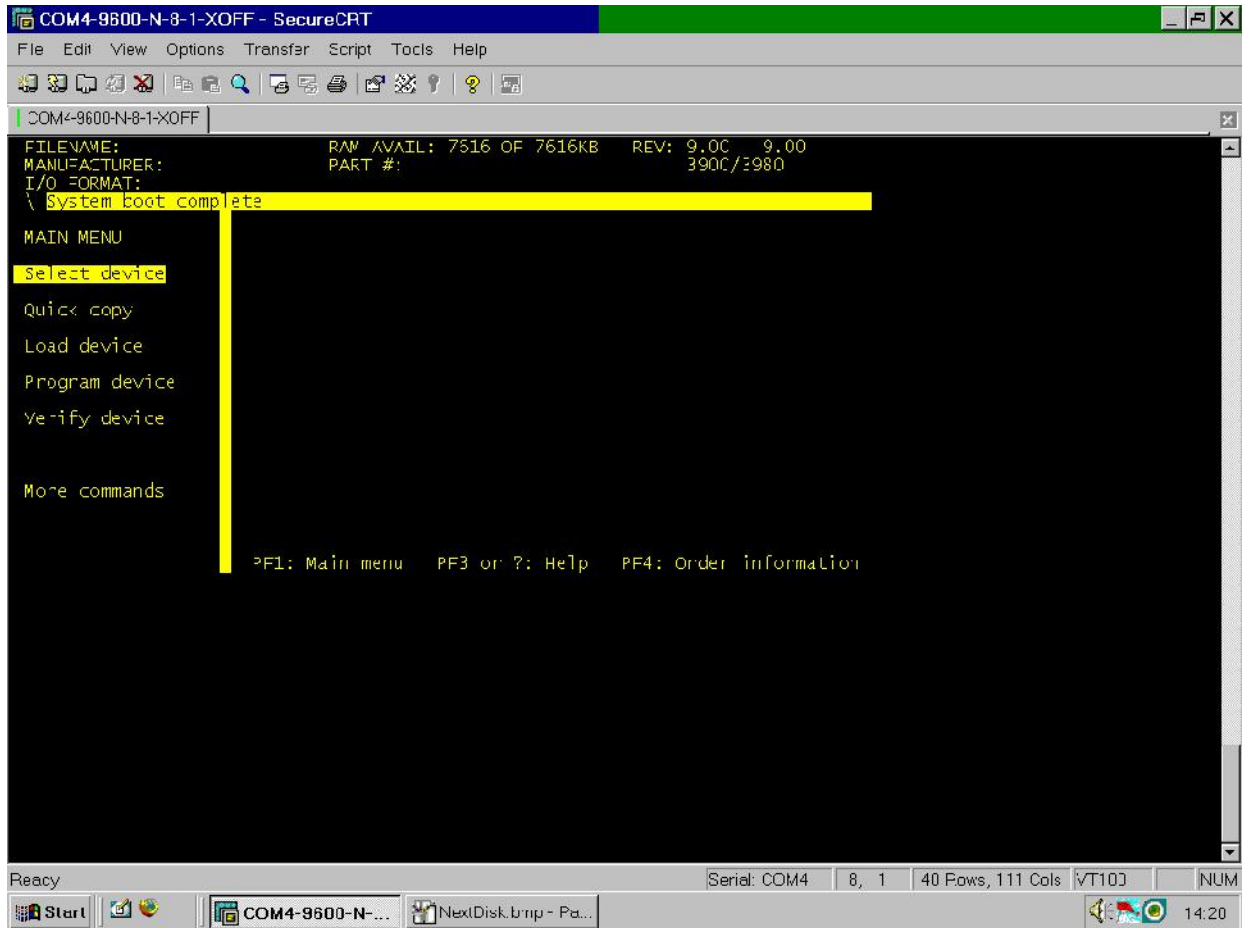 COM4-9600-N-8-1-XOFF - SecureCRT
File Edit View Options Transfer Script Tools Help
COM4-9600-N-8-1-XOFF
FILENAME: RAM AVAIL: 7616 OF 7616KB REV: 9.00 9.00
MANUFACTURER: PART #: 3900/3980
I/O FORMAT:
\ System boot complete
MAIN MENU
Select device
Quick copy
Load device
Program device
Verify device
More commands
PF1: Main menu PF3 or ?: Help PF4: Order information
Ready Serial: COM4 8, 1 40 Rows, 111 Cols VT100 NUM
Start COM4-9600-N-... NextDisk.bmp - Pa... 14:20